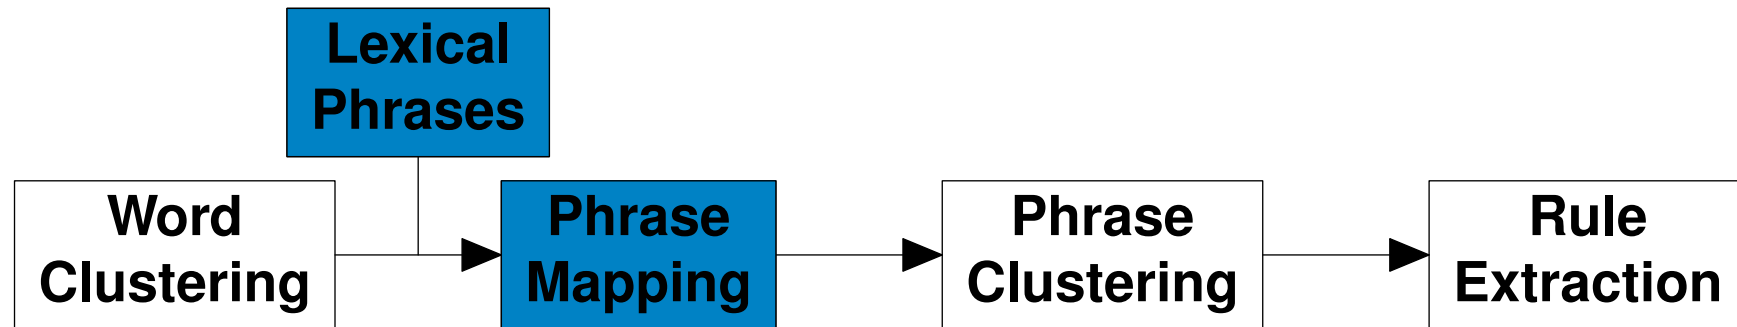 Lexical
Phrases
Word
Clustering
Phrase
Mapping
Phrase
Clustering
Rule
Extraction